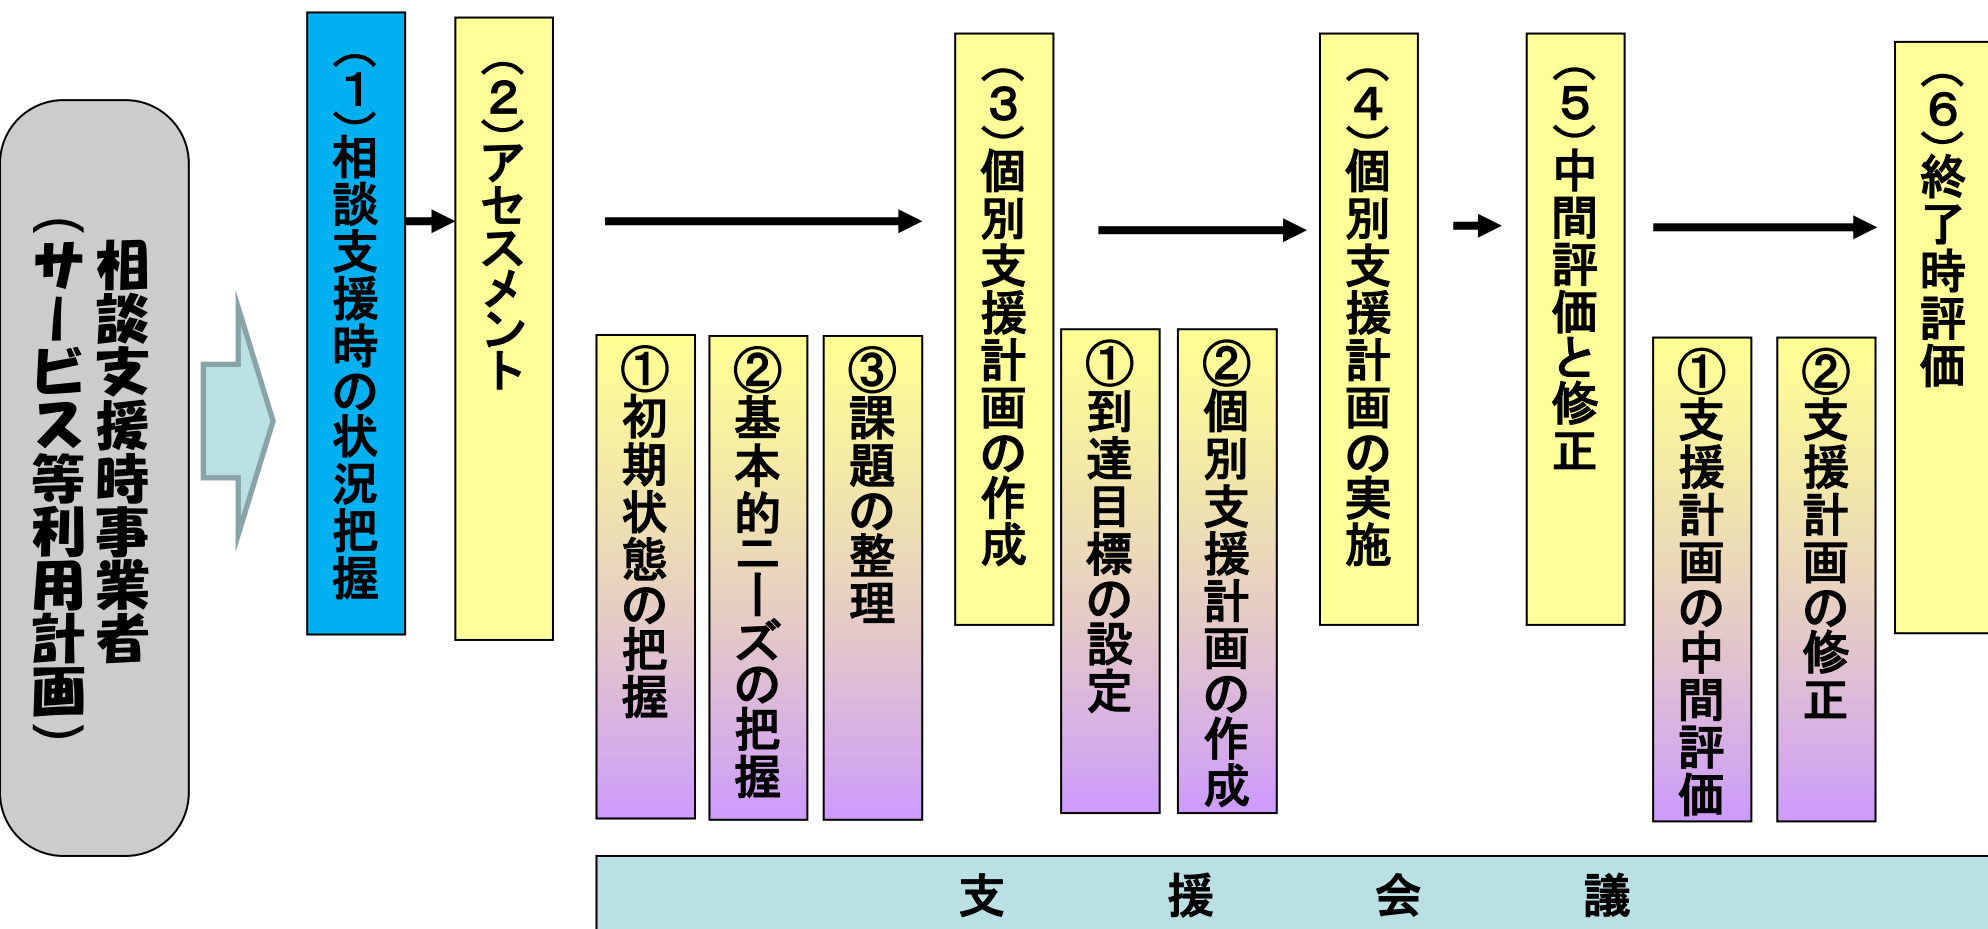 相談支援時事業者
（サービス等利用計画）
（１）相談支援時の状況把握
（２）アセスメント
①初期状態の把握
②基本的ニーズの把握
③課題の整理
（３）個別支援計画の作成
①到達目標の設定
②個別支援計画の作成
（４）個別支援計画の実施
（５）中間評価と修正
①支援計画の中間評価
②支援計画の修正
（６）終了時評価
支援会議